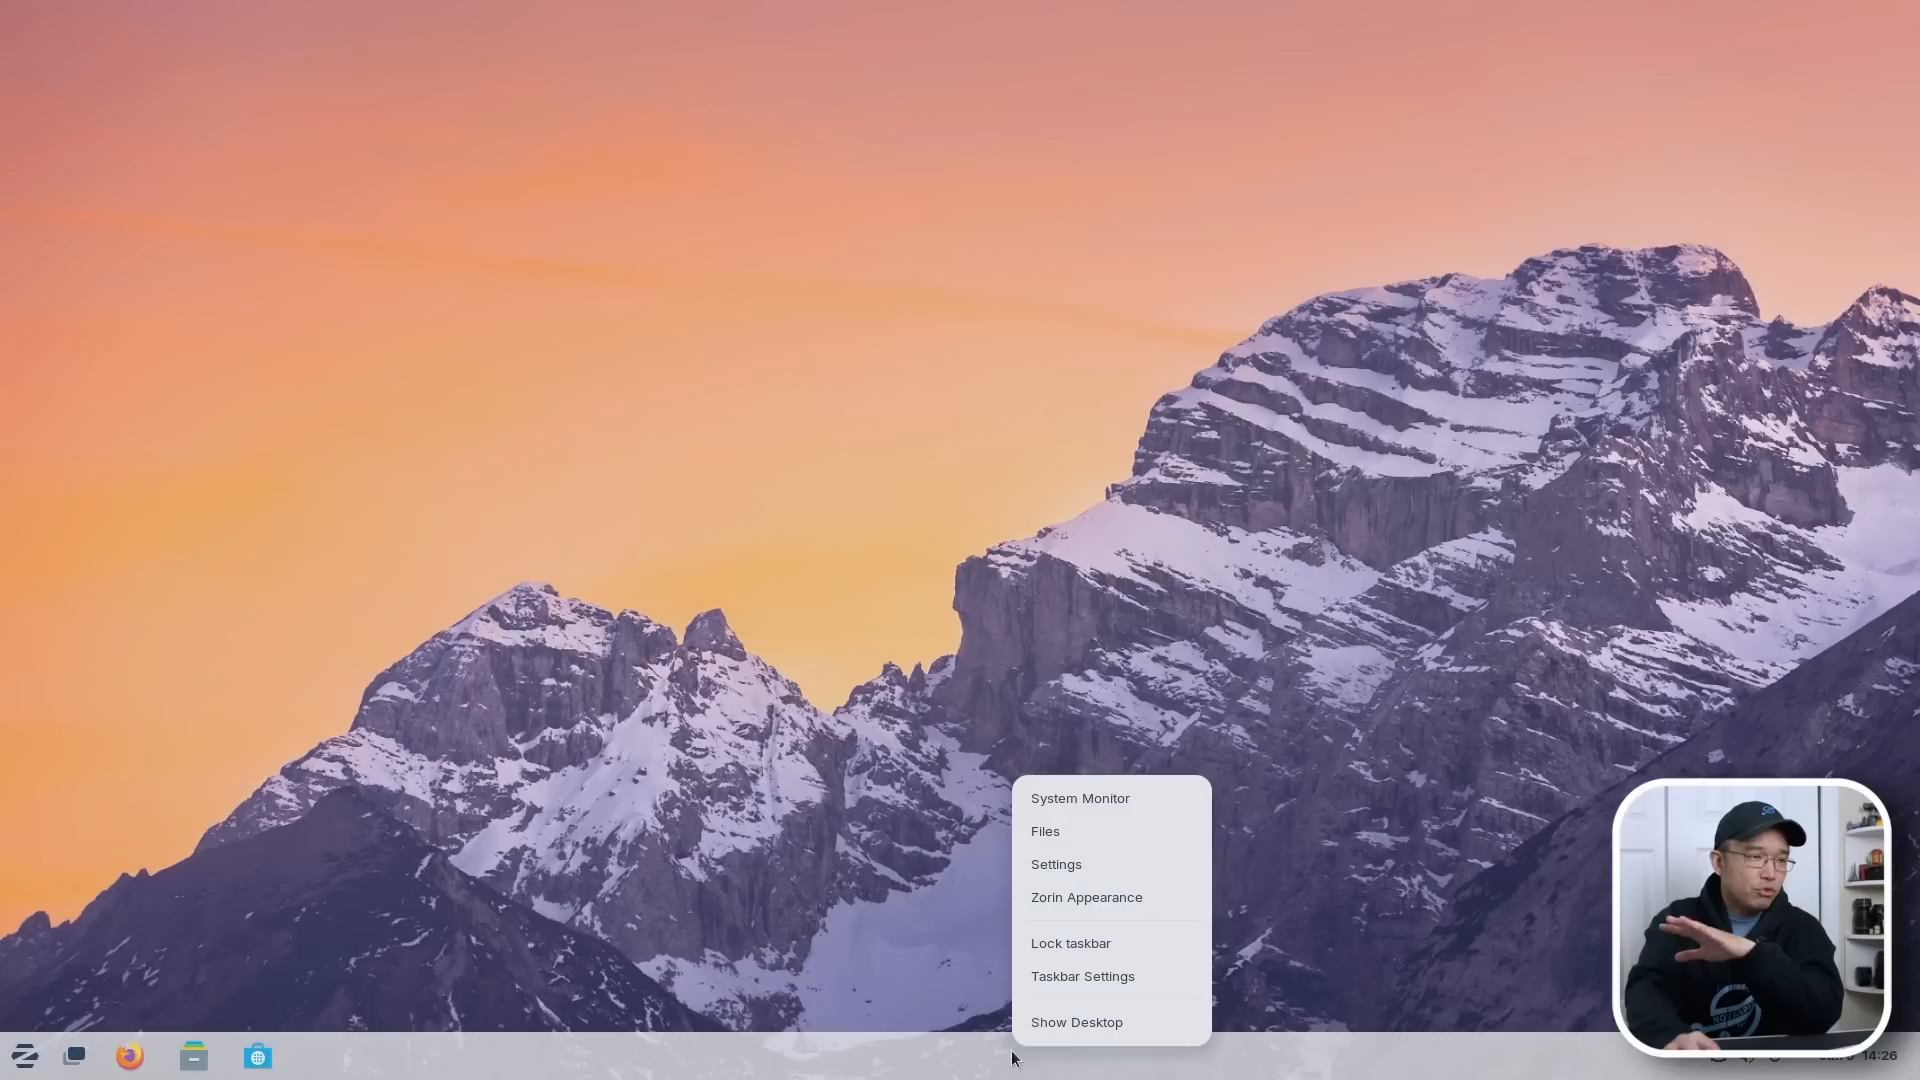 System Monitor
Files
Settings
Zorin Appearance
Lock taskbar
Taskbar Settings
Show Desktop
14:26